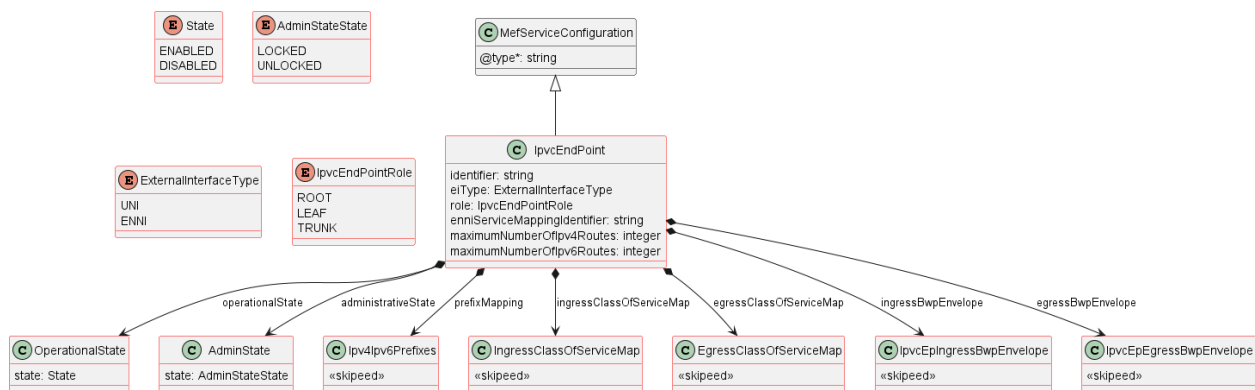 E State
ENABLED
DISABLED
E AdminStateState
LOCKED
UNLOCKED
C MefServiceConfiguration
@type*: string
E ExternalInterfaceType
UNI
ENNI
E IpvcEndPointRole
ROOT
LEAF
TRUNK
C IpvcEndPoint
identifier: string
eiType: ExternalInterfaceType
role: IpvcEndPointRole
enniServiceMappingIdentifier: string
maximumNumberOfIpv4Routes: integer
maximumNumberOfIpv6Routes: integer
operationalState
administrativeState
prefixMapping
ingressClassOfServiceMap
egressClassOfServiceMap
ingressBwpEnvelope
egressBwpEnvelope
C OperationalState
state: State
C AdminState
state: AdminStateState
C Ipv4Ipv6Prefixes
«skipeed»
C IngressClassOfServiceMap
«skipeed»
C EgressClassOfServiceMap
«skipeed»
C IpvcEpIngressBwpEnvelope
«skipeed»
C IpvcEpEgressBwpEnvelope
«skipeed»